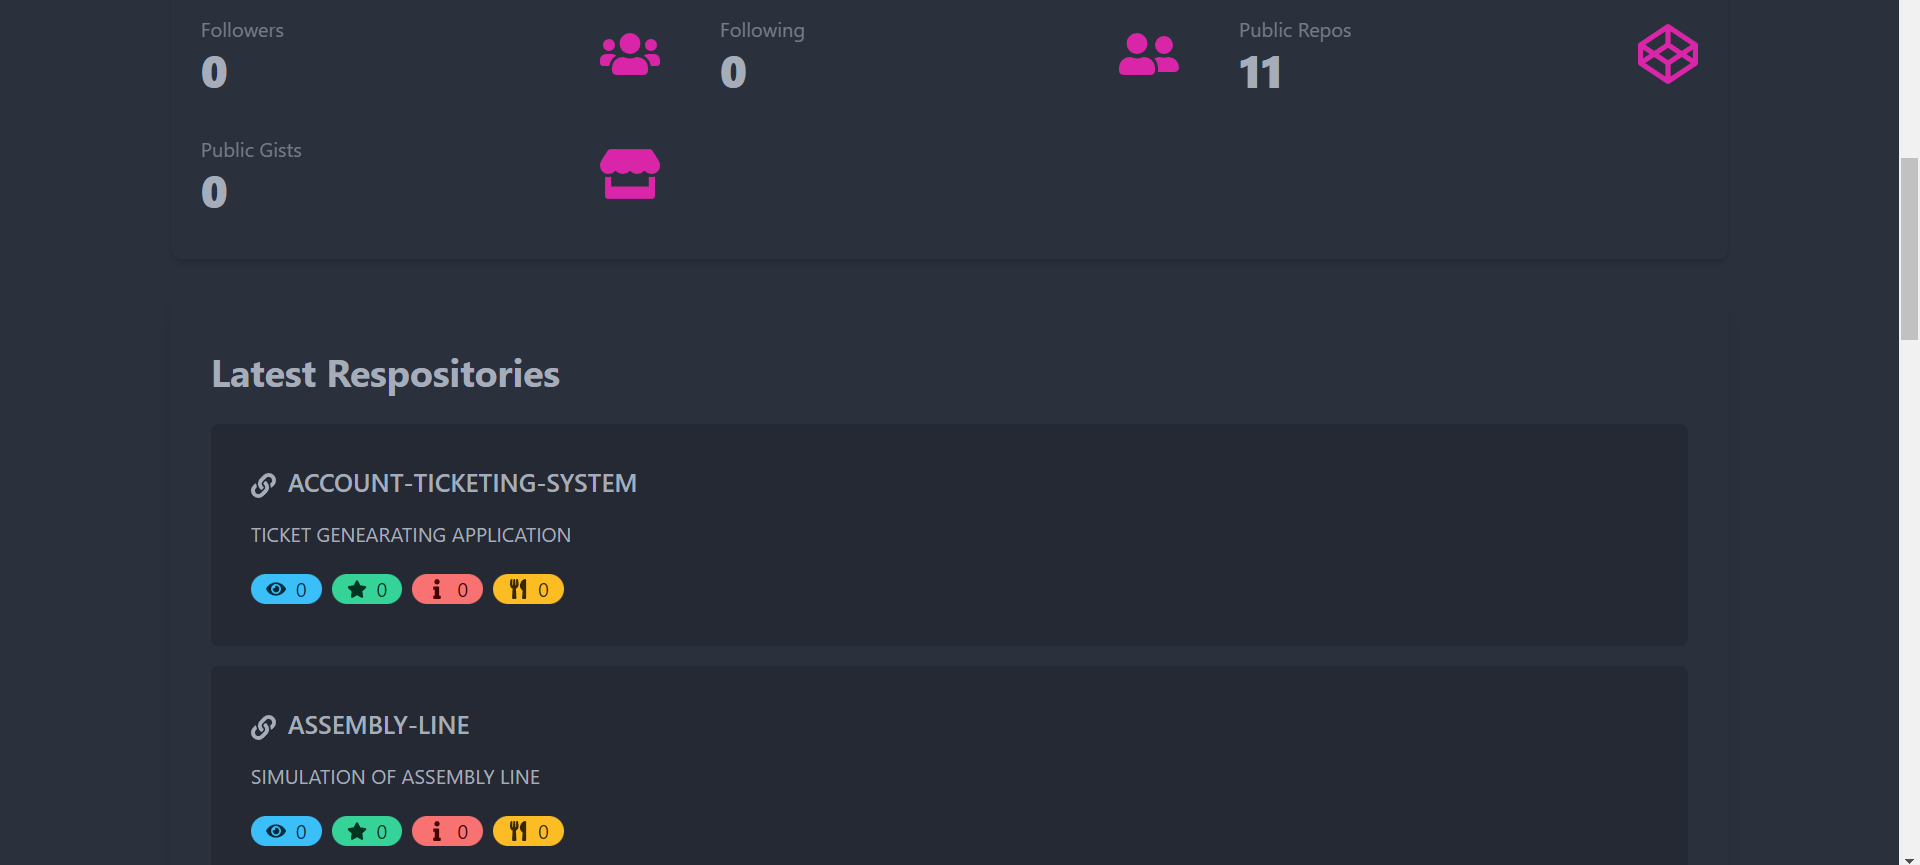 Followers
0
Following
0
Public Repos
11
Public Gists
0
Latest Respositories
ACCOUNT-TICKETING-SYSTEM
TICKET GENEARATING APPLICATION
0 0 0 0
ASSEMBLY-LINE
SIMULATION OF ASSEMBLY LINE
0 0 0 0